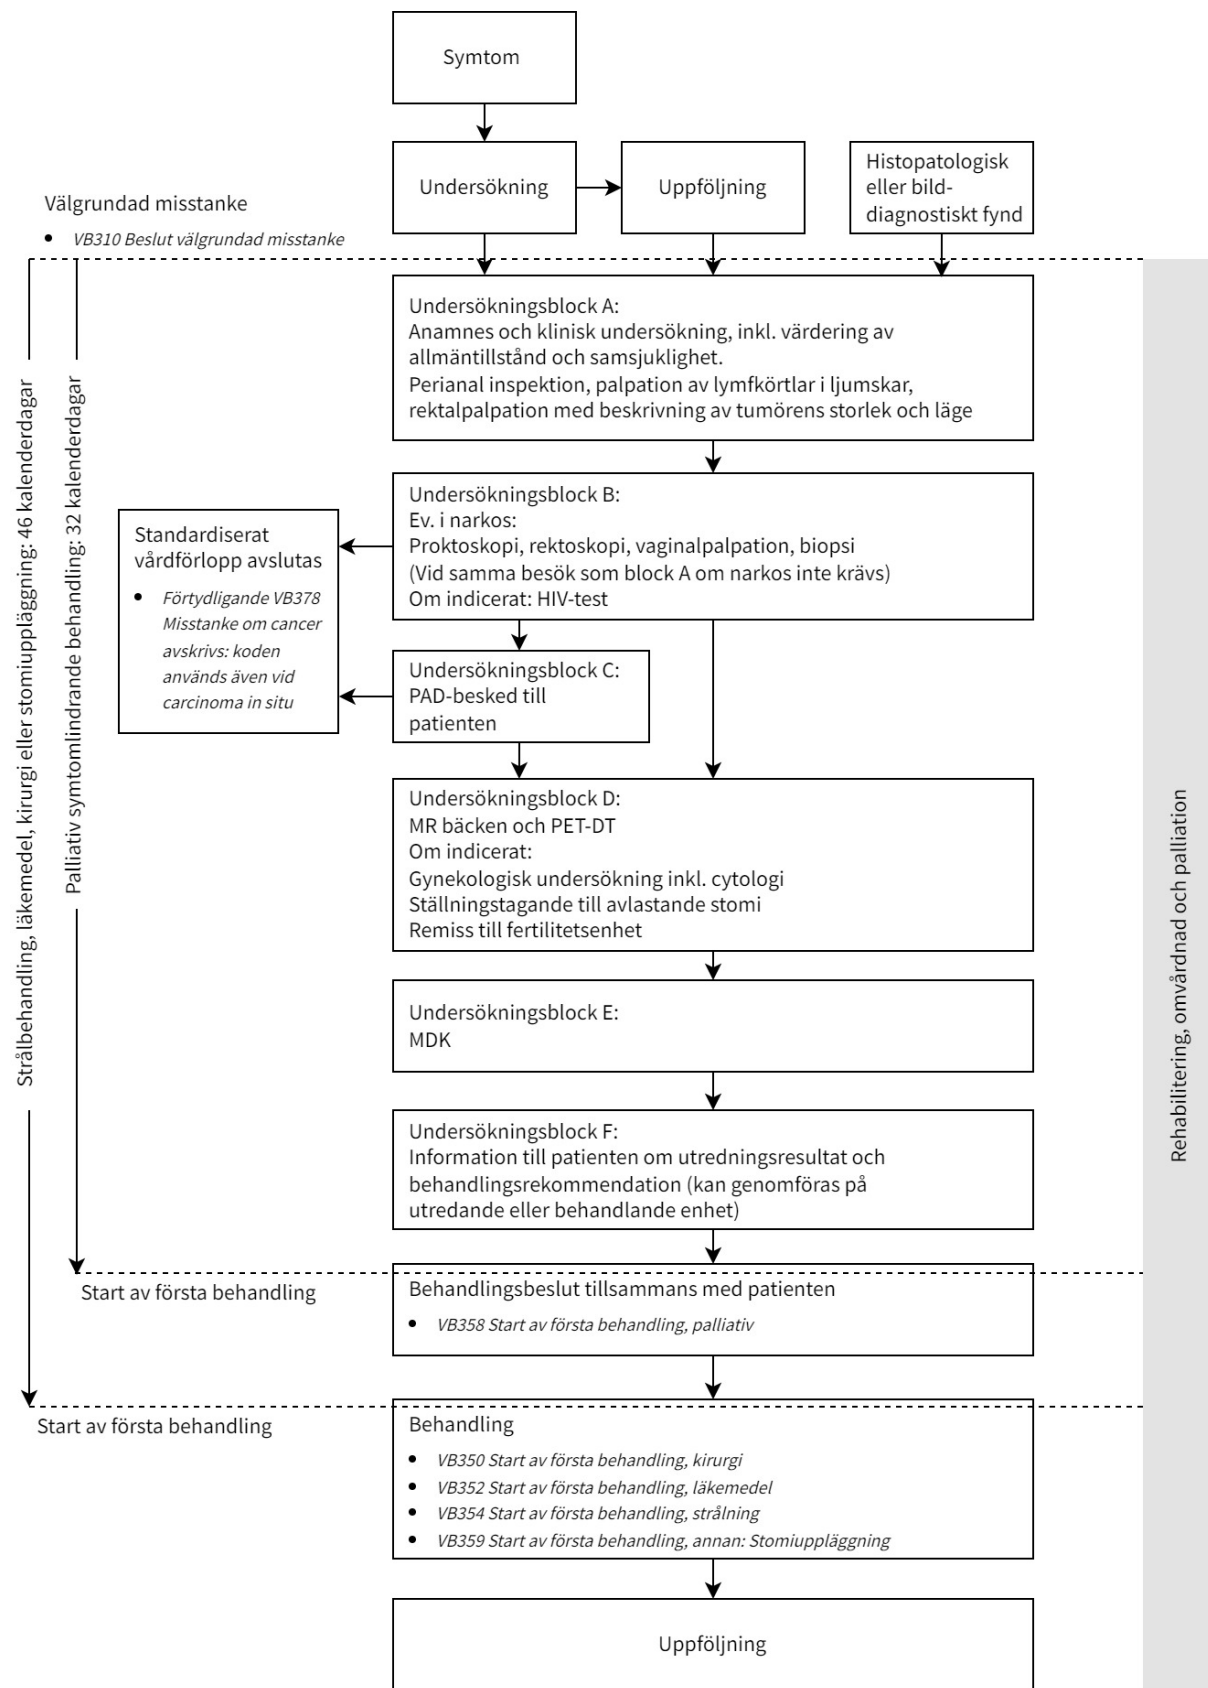 Symtom
Undersökning
Uppföljning
Histopatologisk
eller bild-
diagnostiskt fynd
Välgrundad misstanke
• VB310 Beslut välgrundad misstanke
Strålbehandling, läkemedel, kirurgi eller stomiuppläggning: 46 kalenderdagar
Palliativ symtomlindrande behandling: 32 kalenderdagar
Undersökningsblock A:
Anamnes och klinisk undersökning, inkl. värdering av
allmäntillstånd och samsjuklighet.
Perianal inspektion, palpation av lymfkörtlar i ljumskar,
rektalpalpation med beskrivning av tumörens storlek och läge
Undersökningsblock B:
Ev. i narkos:
Proktoskopi, rektoskopi, vaginalpalpation, biopsi
(Vid samma besök som block A om narkos inte krävs)
Om indicerat: HIV-test
Standardiserat
vårdförlopp avslutas
• Förtydligande VB378
Misstanke om cancer
avskrivs: koden
används även vid
carcinoma in situ
Undersökningsblock C:
PAD-besked till
patienten
Undersökningsblock D:
MR bäcken och PET-DT
Om indicerat:
Gynekologisk undersökning inkl. cytologi
Ställningstagande till avlastande stomi
Remiss till fertilitetsenhet
Undersökningsblock E:
MDK
Undersökningsblock F:
Information till patienten om utredningsresultat och
behandlingsrekommendation (kan genomföras på
utredande eller behandlande enhet)
Start av första behandling
Behandlingsbeslut tillsammans med patienten
• VB358 Start av första behandling, palliativ
Start av första behandling
Behandling
• VB350 Start av första behandling, kirurgi
• VB352 Start av första behandling, läkemedel
• VB354 Start av första behandling, strålning
• VB359 Start av första behandling, annan: Stomiuppläggning
Uppföljning
Rehabilitering, omvårdnad och palliation